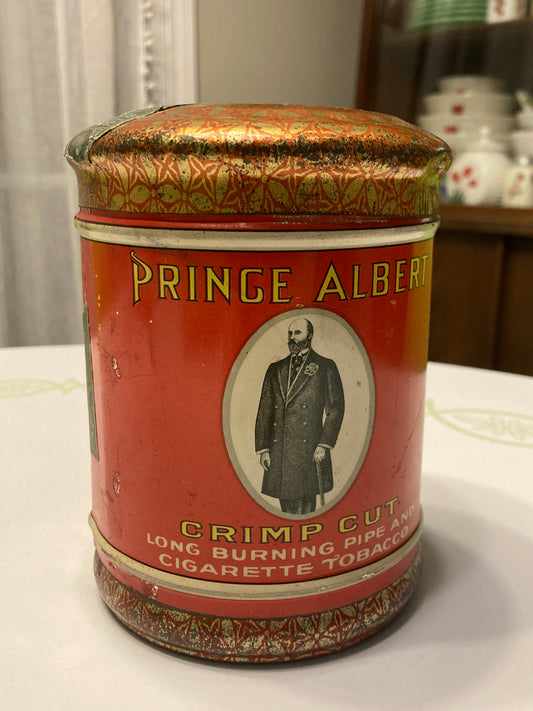 PRINCE ALBERT
CRIMP CUT
LONG BURNING PIPE AND
CIGARETTE TOBACCO